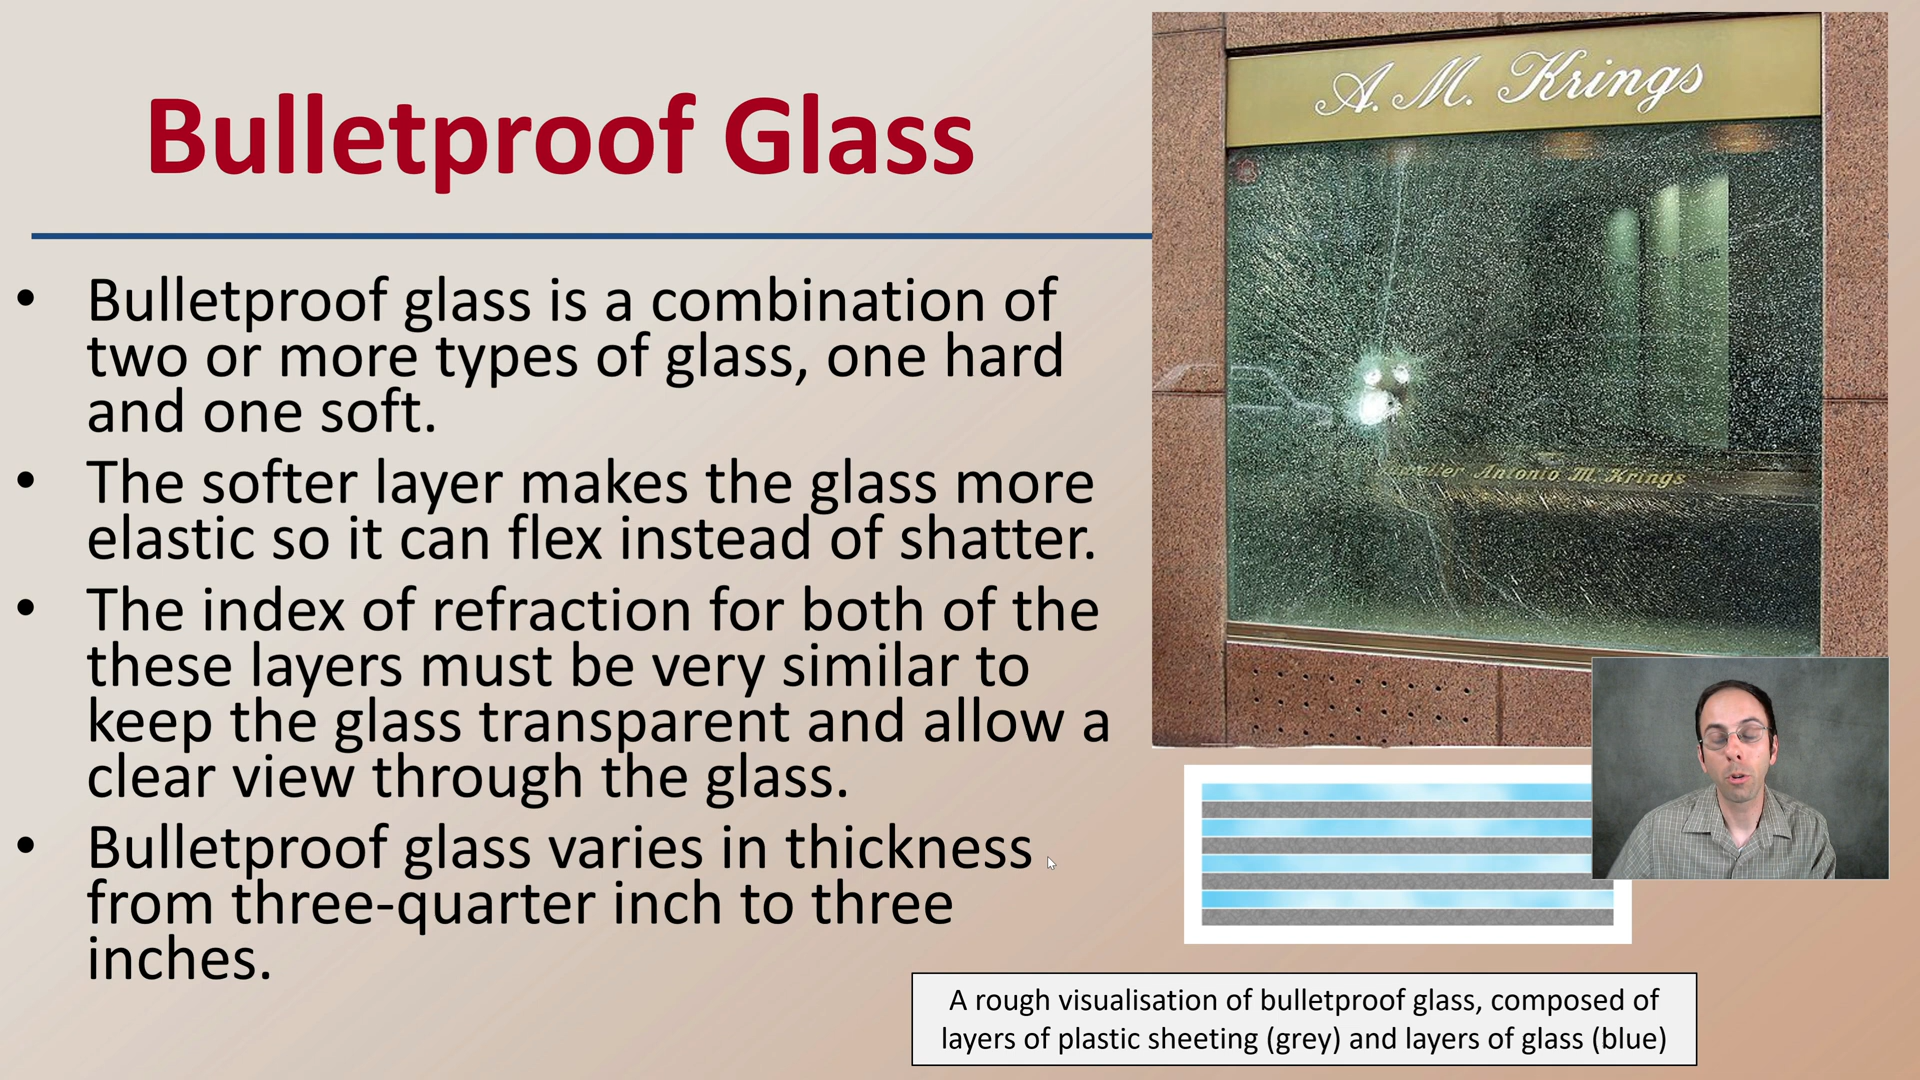 Bulletproof Glass
• Bulletproof glass is a combination of
two or more types of glass, one hard
and one soft.
• The softer layer makes the glass more
elastic so it can flex instead of shatter.
• The index of refraction for both of the
these layers must be very similar to
keep the glass transparent and allow a
clear view through the glass.
• Bulletproof glass varies in thickness
from three-quarter inch to three
inches.
A. M. Krings
Juwelier Antonio M. Krings
A rough visualisation of bulletproof glass, composed of
layers of plastic sheeting (grey) and layers of glass (blue)